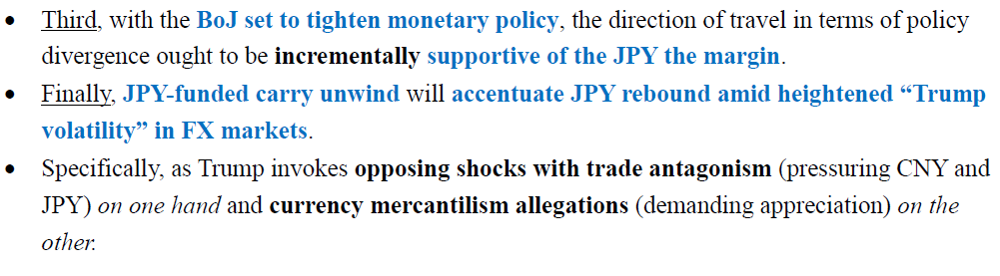 • Third, with the BoJ set to tighten monetary policy, the direction of travel in terms of policy
divergence ought to be incrementally supportive of the JPY the margin.
• Finally, JPY-funded carry unwind will accentuate JPY rebound amid heightened “Trump
volatility” in FX markets.
• Specifically, as Trump invokes opposing shocks with trade antagonism (pressuring CNY and
JPY) on one hand and currency mercantilism allegations (demanding appreciation) on the
other.